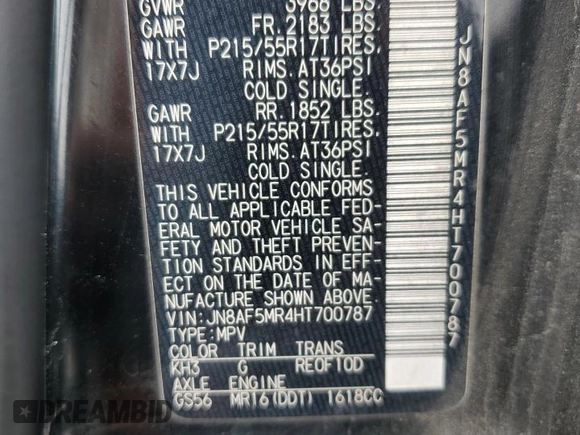 GVWR 3968 LBS.
GAWR FR. 2183 LBS.
WITH P215/55R17TIRES.
17X7J RIMS. AT36PSI
COLD SINGLE.
GAWR RR. 1852 LBS.
WITH P215/55R17TIRES.
17X7J RIMS. AT36PSI
COLD SINGLE.
THIS VEHICLE CONFORMS
TO ALL APPLICABLE FED-
ERAL MOTOR VEHICLE SA-
FETY AND THEFT PREVEN-
TION STANDARDS IN EFF-
ECT ON THE DATE OF MA-
NUFACTURE SHOWN ABOVE.
VIN:JN8AF5MR4HT700787
TYPE:MPV
COLOR TRIM TRANS
KH3 G RE0F10D
AXLE ENGINE
GS56 MR16(DDT) 1618CC
JN8AF5MR4HT700787
BIDFAX